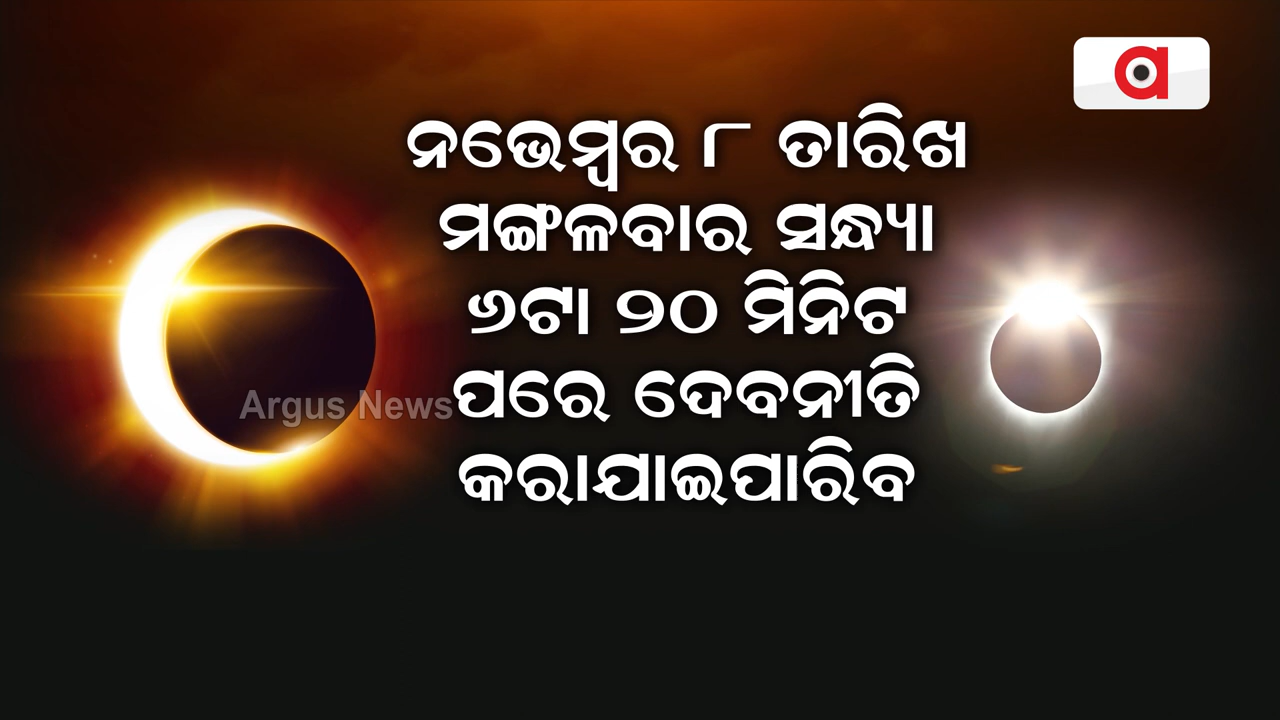 ନଭେମ୍ବର ୮ ତାରିଖ
ମଙ୍ଗଳବାର ସନ୍ଧ୍ୟା
୬ଟା ୨୦ ମିନିଟ
ପରେ ଦେବନୀତି
କରାଯାଇପାରିବ
Argus News